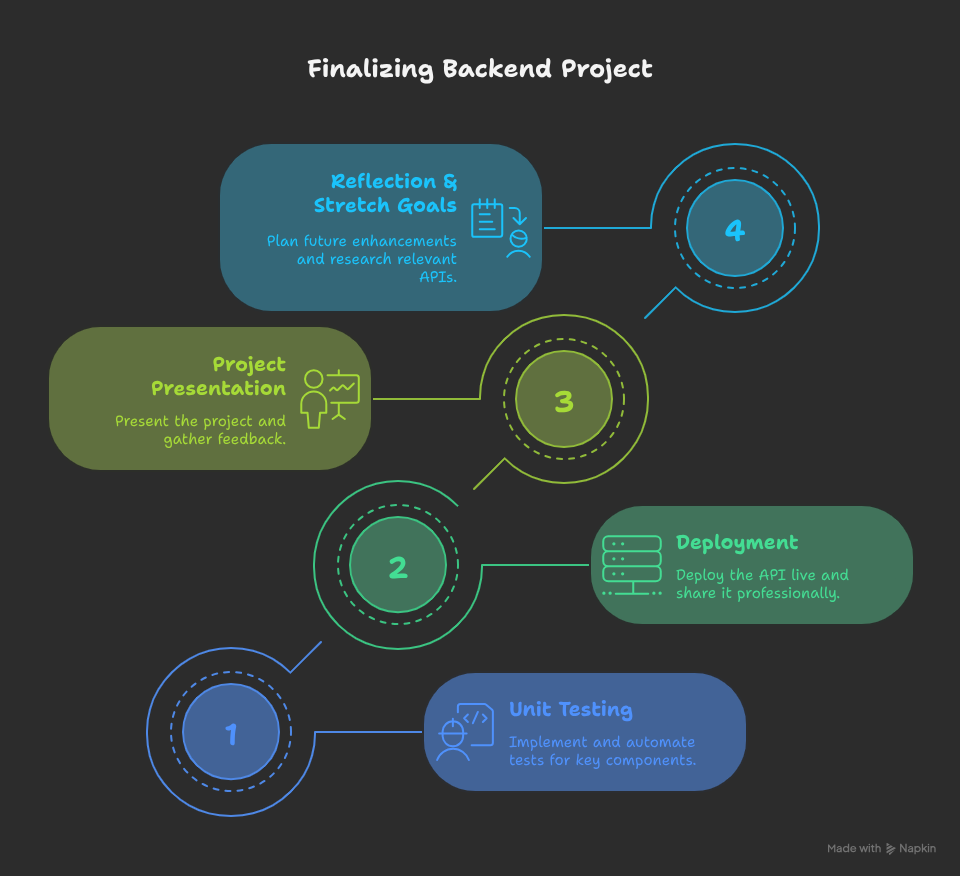 Finalizing Backend Project
Reflection &
Stretch Goals
Plan future enhancements
and research relevant
APIs.
4
Project
Presentation
Present the project and
gather feedback.
3
2
Deployment
Deploy the API live and
share it professionally.
1
Unit Testing
Implement and automate
tests for key components.
Made with Napkin